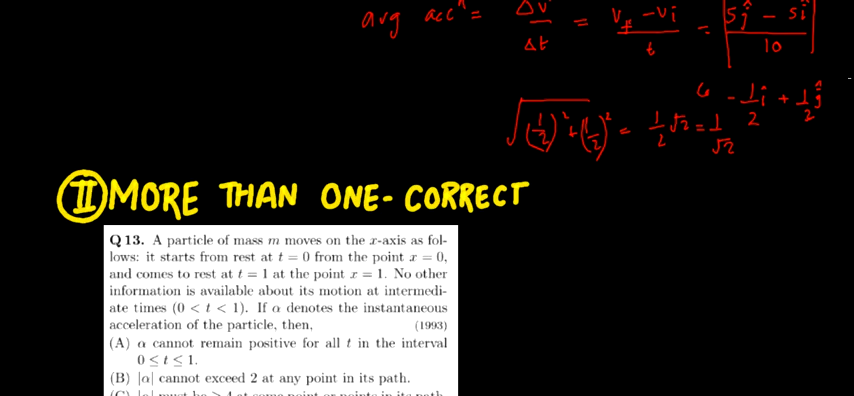 avg accⁿ = Δv/Δt = vf - vi/t = 5ĵ - 5î/10
- 1/2 î + 1/2 ĵ
√(1/2)² + (1/2)² = 1/2 √2 = 1/√2
II MORE THAN ONE-CORRECT
Q 13. A particle of mass m moves on the x-axis as fol-
lows: it starts from rest at t = 0 from the point x = 0,
and comes to rest at t = 1 at the point x = 1. No other
information is available about its motion at intermedi-
ate times (0 < t < 1). If α denotes the instantaneous
acceleration of the particle, then, (1993)
(A) α cannot remain positive for all t in the interval
0 ≤ t ≤ 1.
(B) |α| cannot exceed 2 at any point in its path.